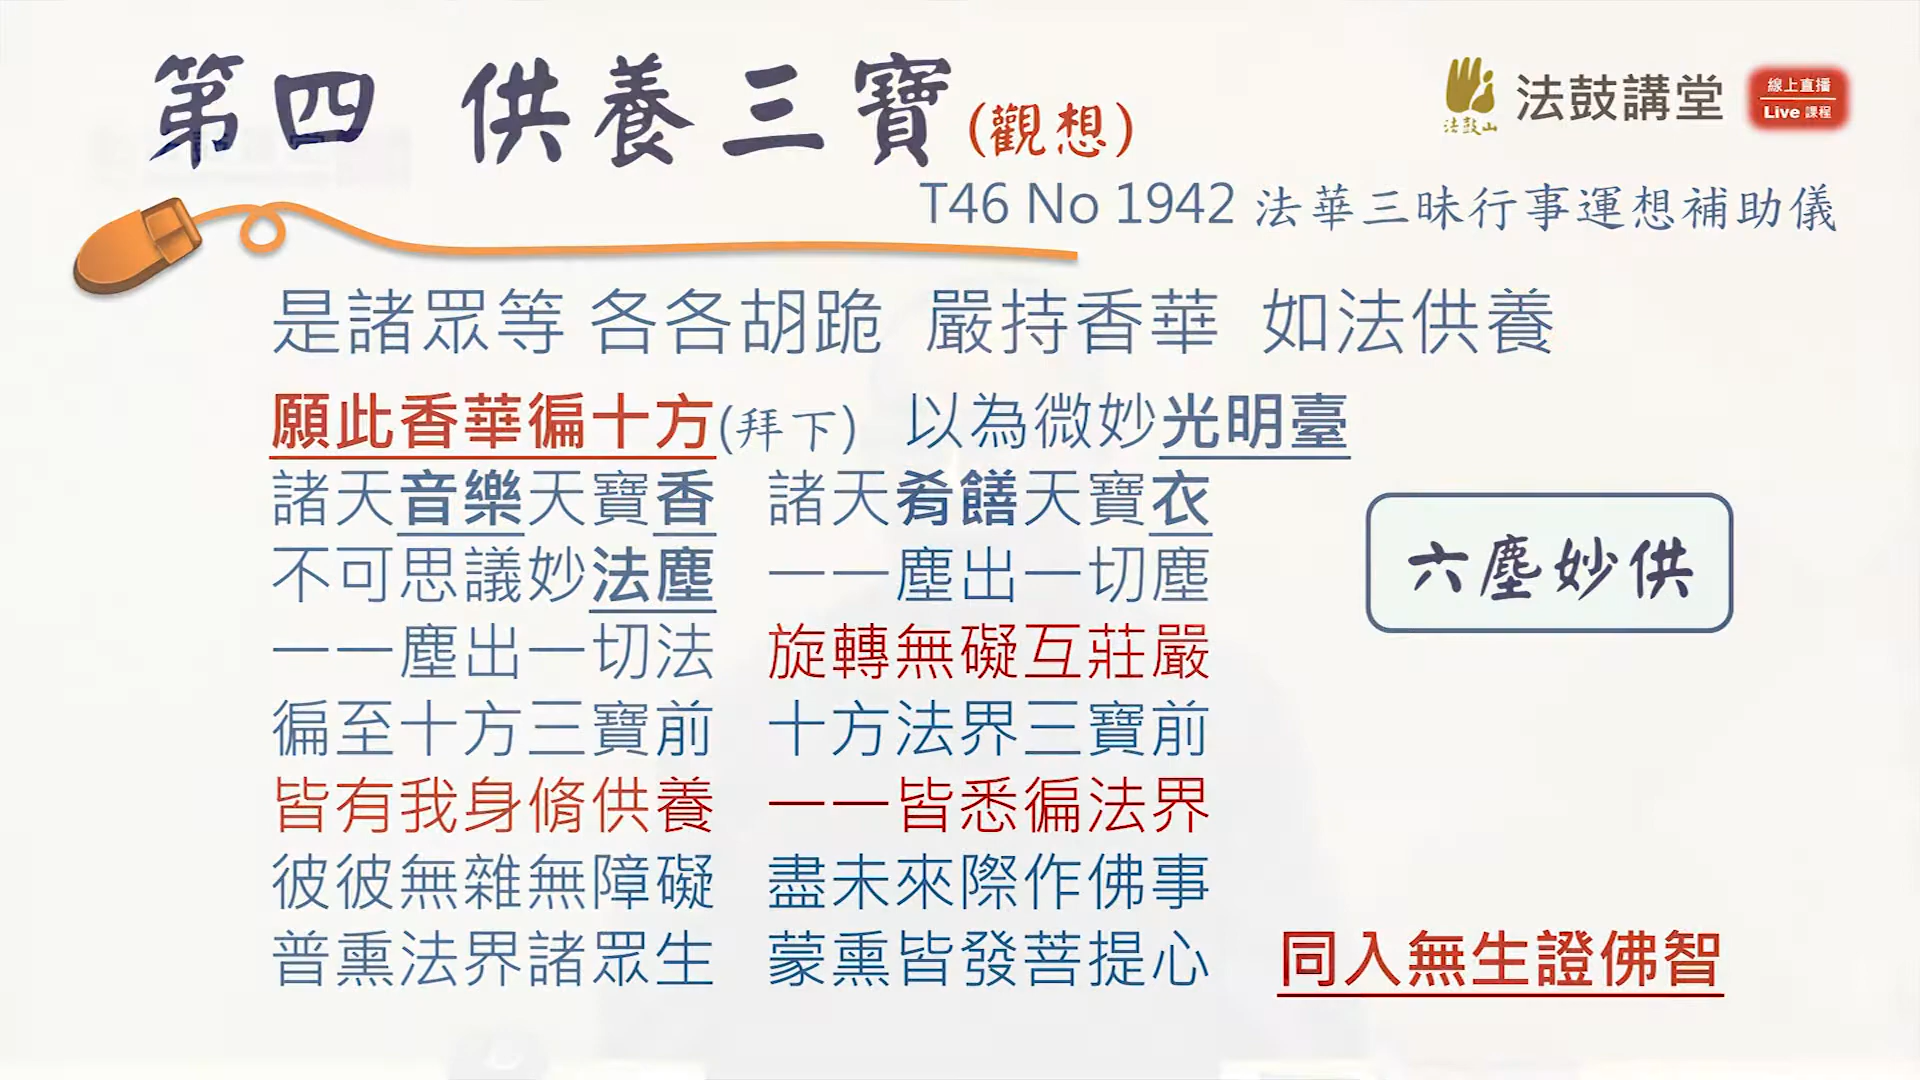 第四 供養三寶(觀想)
法鼓山
法鼓講堂
線上直播
Live 課程
T46 No 1942 法華三昧行事運想補助儀
是諸眾等 各各胡跪 嚴持香華 如法供養
願此香華徧十方(拜下) 以為微妙光明臺
諸天音樂天寶香 諸天肴饍天寶衣
不可思議妙法塵 一一塵出一切塵
一一塵出一切法 旋轉無礙互莊嚴
徧至十方三寶前 十方法界三寶前
皆有我身脩供養 一一皆悉徧法界
彼彼無雜無障礙 盡未來際作佛事
普熏法界諸眾生 蒙熏皆發菩提心
同入無生證佛智
六塵妙供